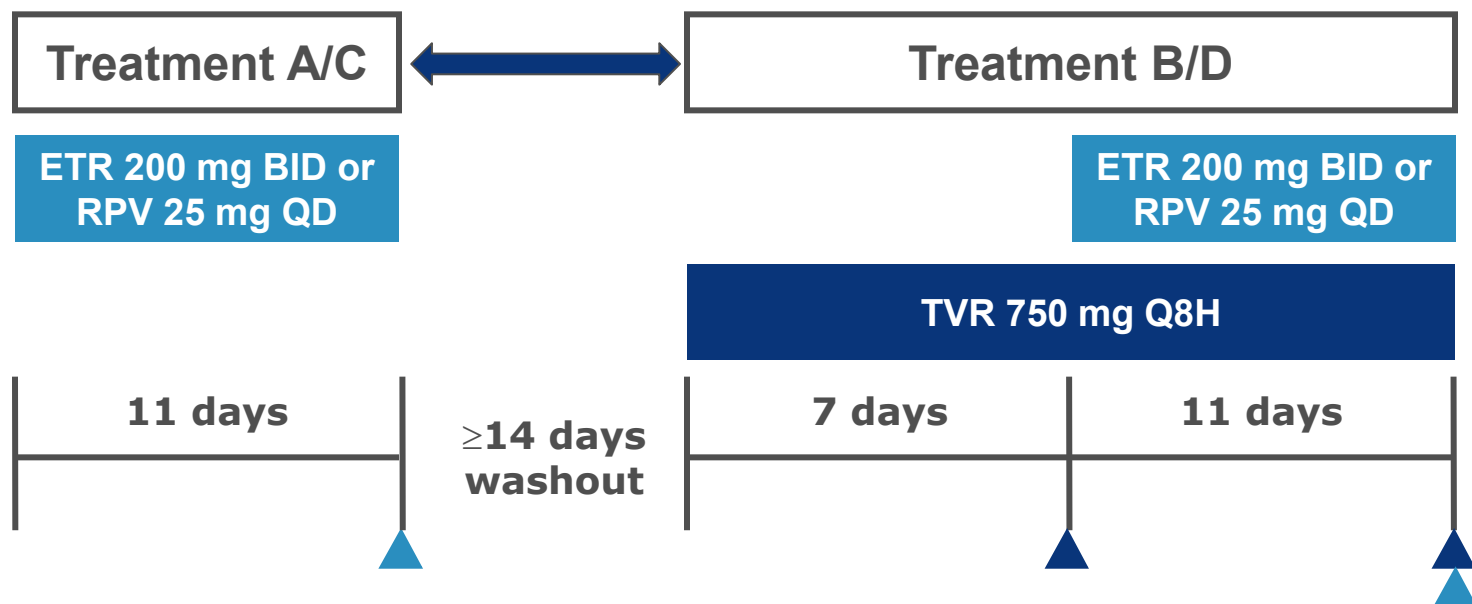 Treatment A/C
Treatment B/D
ETR 200 mg BID or
RPV 25 mg QD
ETR 200 mg BID or
RPV 25 mg QD
TVR 750 mg Q8H
11 days
≥14 days
washout
7 days
11 days